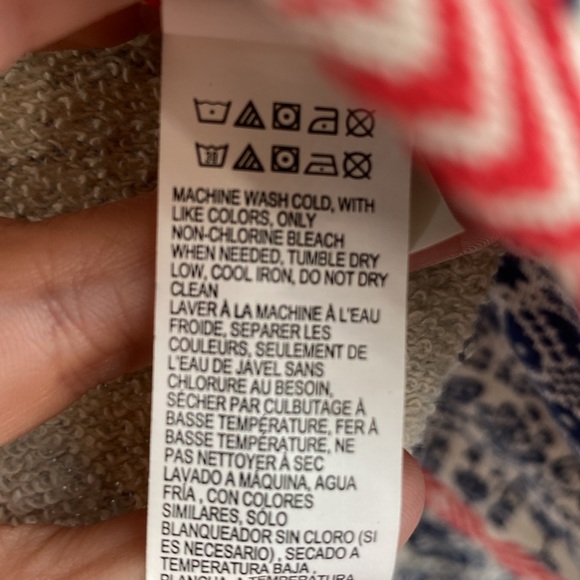 30
MACHINE WASH COLD, WITH
LIKE COLORS, ONLY
NON-CHLORINE BLEACH
WHEN NEEDED, TUMBLE DRY
LOW, COOL IRON, DO NOT DRY
CLEAN
LAVER À LA MACHINE À L'EAU
FROIDE, SEPARER LES
COULEURS, SEULEMENT DE
L'EAU DE JAVEL SANS
CHLORURE AU BESOIN,
SÉCHER PAR CULBUTAGE À
BASSE TEMPÉRATURE, FER À
BASSE TEMPÉRATURE, NE
PAS NETTOYER À SEC
LAVADO A MÁQUINA, AGUA
FRÍA , CON COLORES
SIMILARES, SÓLO
BLANQUEADOR SIN CLORO (SI
ES NECESARIO) , SECADO A
TEMPERATURA BAJA ,
PLANCHA A TEMPERATURA